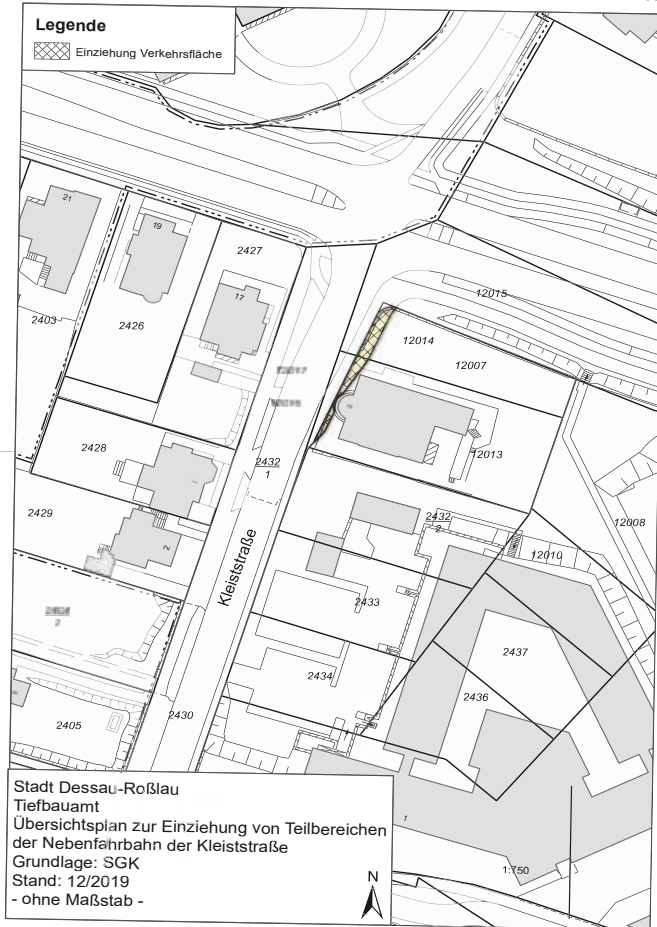 Legende
Einziehung Verkehrsfläche
21
19
2427
17
2403
2426
12015
12014
12007
2428
2432
1
12013
2429
2
2432
2
12008
12010
Kleiststraße
2433
2437
2434
2436
2430
2405
1
1:750
Stadt Dessau-Roßlau
Tiefbauamt
Übersichtsplan zur Einziehung von Teilbereichen
der Nebenfahrbahn der Kleiststraße
Grundlage: SGK
Stand: 12/2019
- ohne Maßstab -
N